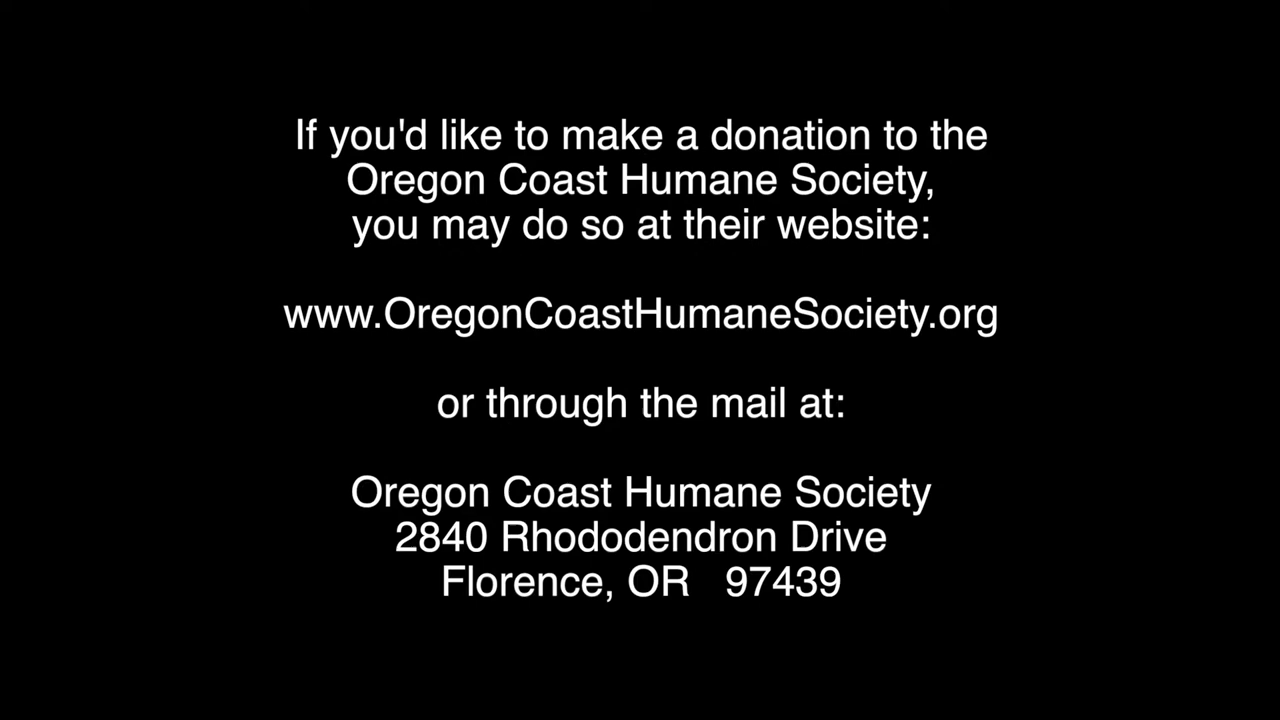 If you'd like to make a donation to the
Oregon Coast Humane Society,
you may do so at their website:
www.OregonCoastHumaneSociety.org
or through the mail at:
Oregon Coast Humane Society
2840 Rhododendron Drive
Florence, OR   97439